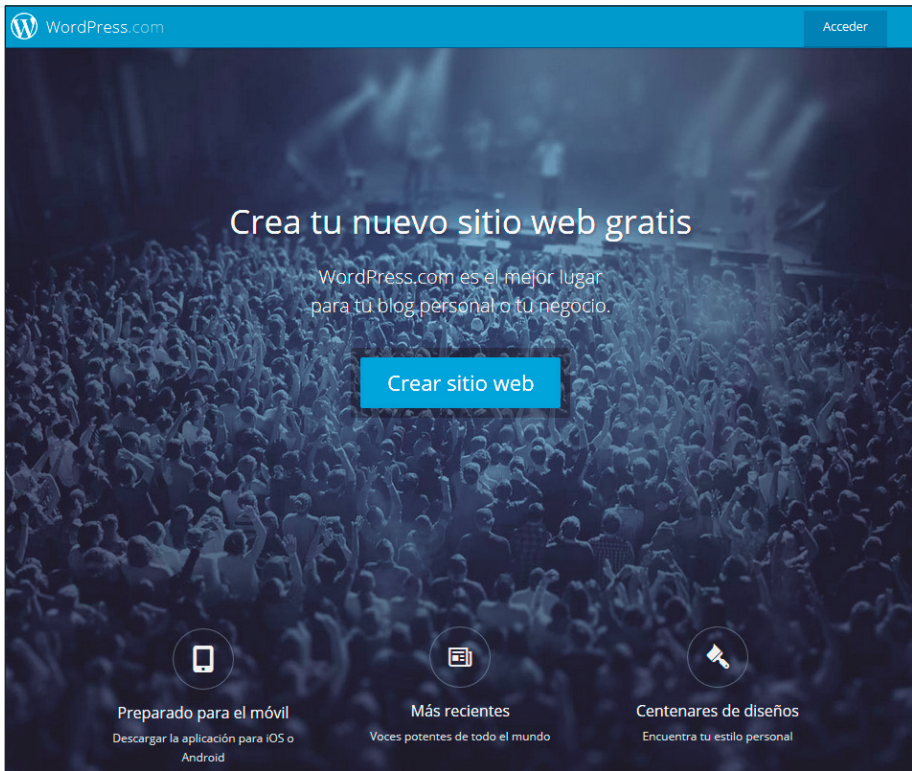 WordPress.com
Acceder
Crea tu nuevo sitio web gratis
WordPress.com es el mejor lugar
para tu blog personal o tu negocio.
Crear sitio web
Preparado para el móvil
Descargar la aplicación para iOS o
Android
Más recientes
Voces potentes de todo el mundo
Centenares de diseños
Encuentra tu estilo personal